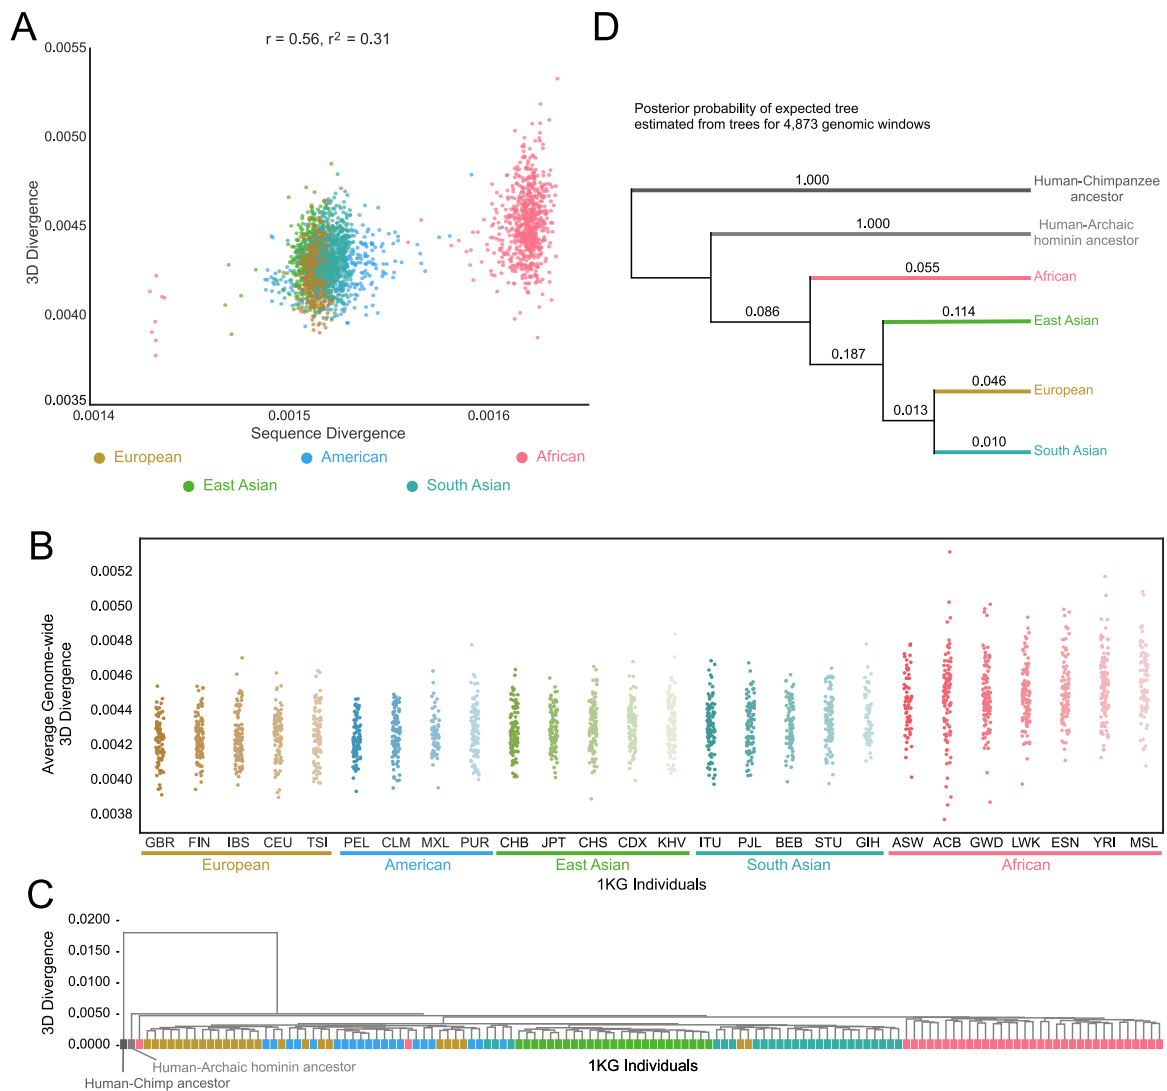 A
r = 0.56, r² = 0.31
0.0055
0.0050
0.0045
0.0040
0.0035
3D Divergence
0.0014
0.0015
0.0016
Sequence Divergence
European
American
African
East Asian
South Asian
D
Posterior probability of expected tree
estimated from trees for 4,873 genomic windows
1.000
Human-Chimpanzee
ancestor
1.000
Human-Archaic
hominin ancestor
0.055
African
0.086
0.114
East Asian
0.187
0.046
European
0.013
0.010
South Asian
B
0.0052
0.0050
0.0048
0.0046
0.0044
0.0042
0.0040
0.0038
Average Genome-wide
3D Divergence
GBR FIN IBS CEU TSI PEL CLM MXL PUR CHB JPT CHS CDX KHV ITU PJL BEB STU GIH ASW ACB GWD LWK ESN YRI MSL
European American East Asian South Asian African
1KG Individuals
C
0.0200
0.0150
0.0100
0.0050
0.0000
3D Divergence
Human-Archaic hominin ancestor
1KG Individuals
Human-Chimp ancestor